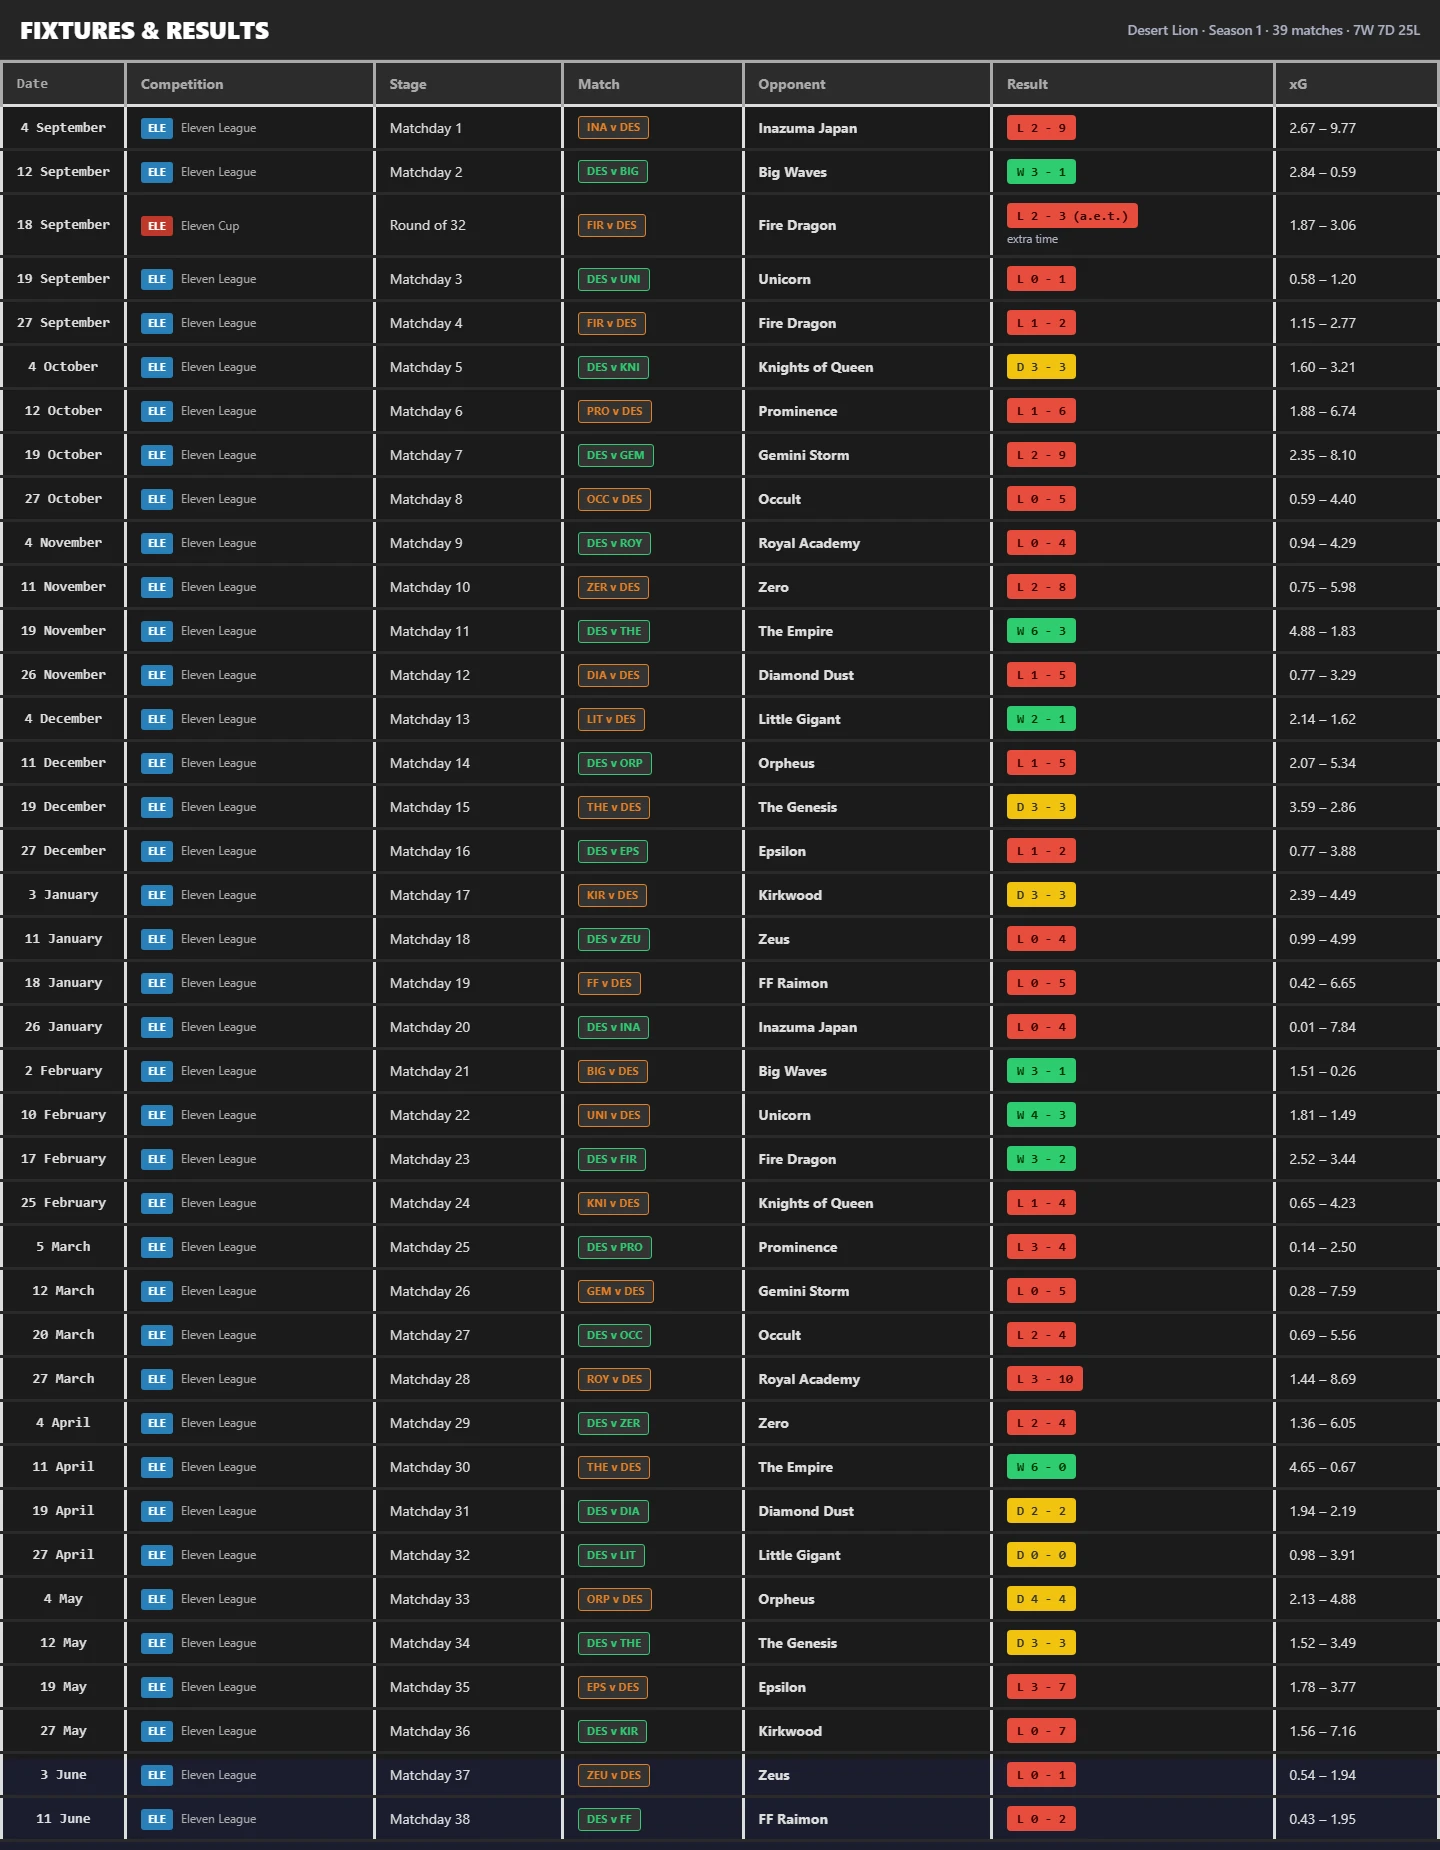 FIXTURES & RESULTS
Desert Lion · Season 1 · 39 matches · 7W 7D 25L
Date Competition Stage Match Opponent Result xG
4 September ELE Eleven League Matchday 1 INA v DES Inazuma Japan L 2 - 9 2.67 – 9.77
12 September ELE Eleven League Matchday 2 DES v BIG Big Waves W 3 - 1 2.84 – 0.59
18 September ELE Eleven Cup Round of 32 FIR v DES Fire Dragon L 2 - 3 (a.e.t.) 1.87 – 3.06
extra time
19 September ELE Eleven League Matchday 3 DES v UNI Unicorn L 0 - 1 0.58 – 1.20
27 September ELE Eleven League Matchday 4 FIR v DES Fire Dragon L 1 - 2 1.15 – 2.77
4 October ELE Eleven League Matchday 5 DES v KNI Knights of Queen D 3 - 3 1.60 – 3.21
12 October ELE Eleven League Matchday 6 PRO v DES Prominence L 1 - 6 1.88 – 6.74
19 October ELE Eleven League Matchday 7 DES v GEM Gemini Storm L 2 - 9 2.35 – 8.10
27 October ELE Eleven League Matchday 8 OCC v DES Occult L 0 - 5 0.59 – 4.40
4 November ELE Eleven League Matchday 9 DES v ROY Royal Academy L 0 - 4 0.94 – 4.29
11 November ELE Eleven League Matchday 10 ZER v DES Zero L 2 - 8 0.75 – 5.98
19 November ELE Eleven League Matchday 11 DES v THE The Empire W 6 - 3 4.88 – 1.83
26 November ELE Eleven League Matchday 12 DIA v DES Diamond Dust L 1 - 5 0.77 – 3.29
4 December ELE Eleven League Matchday 13 LIT v DES Little Gigant W 2 - 1 2.14 – 1.62
11 December ELE Eleven League Matchday 14 DES v ORP Orpheus L 1 - 5 2.07 – 5.34
19 December ELE Eleven League Matchday 15 THE v DES The Genesis D 3 - 3 3.59 – 2.86
27 December ELE Eleven League Matchday 16 DES v EPS Epsilon L 1 - 2 0.77 – 3.88
3 January ELE Eleven League Matchday 17 KIR v DES Kirkwood D 3 - 3 2.39 – 4.49
11 January ELE Eleven League Matchday 18 DES v ZEU Zeus L 0 - 4 0.99 – 4.99
18 January ELE Eleven League Matchday 19 FF v DES FF Raimon L 0 - 5 0.42 – 6.65
26 January ELE Eleven League Matchday 20 DES v INA Inazuma Japan L 0 - 4 0.01 – 7.84
2 February ELE Eleven League Matchday 21 BIG v DES Big Waves W 3 - 1 1.51 – 0.26
10 February ELE Eleven League Matchday 22 UNI v DES Unicorn W 4 - 3 1.81 – 1.49
17 February ELE Eleven League Matchday 23 DES v FIR Fire Dragon W 3 - 2 2.52 – 3.44
25 February ELE Eleven League Matchday 24 KNI v DES Knights of Queen L 1 - 4 0.65 – 4.23
5 March ELE Eleven League Matchday 25 DES v PRO Prominence L 3 - 4 0.14 – 2.50
12 March ELE Eleven League Matchday 26 GEM v DES Gemini Storm L 0 - 5 0.28 – 7.59
20 March ELE Eleven League Matchday 27 DES v OCC Occult L 2 - 4 0.69 – 5.56
27 March ELE Eleven League Matchday 28 ROY v DES Royal Academy L 3 - 10 1.44 – 8.69
4 April ELE Eleven League Matchday 29 DES v ZER Zero L 2 - 4 1.36 – 6.05
11 April ELE Eleven League Matchday 30 THE v DES The Empire W 6 - 0 4.65 – 0.67
19 April ELE Eleven League Matchday 31 DES v DIA Diamond Dust D 2 - 2 1.94 – 2.19
27 April ELE Eleven League Matchday 32 DES v LIT Little Gigant D 0 - 0 0.98 – 3.91
4 May ELE Eleven League Matchday 33 ORP v DES Orpheus D 4 - 4 2.13 – 4.88
12 May ELE Eleven League Matchday 34 DES v THE The Genesis D 3 - 3 1.52 – 3.49
19 May ELE Eleven League Matchday 35 EPS v DES Epsilon L 3 - 7 1.78 – 3.77
27 May ELE Eleven League Matchday 36 DES v KIR Kirkwood L 0 - 7 1.56 – 7.16
3 June ELE Eleven League Matchday 37 ZEU v DES Zeus L 0 - 1 0.54 – 1.94
11 June ELE Eleven League Matchday 38 DES v FF FF Raimon L 0 - 2 0.43 – 1.95